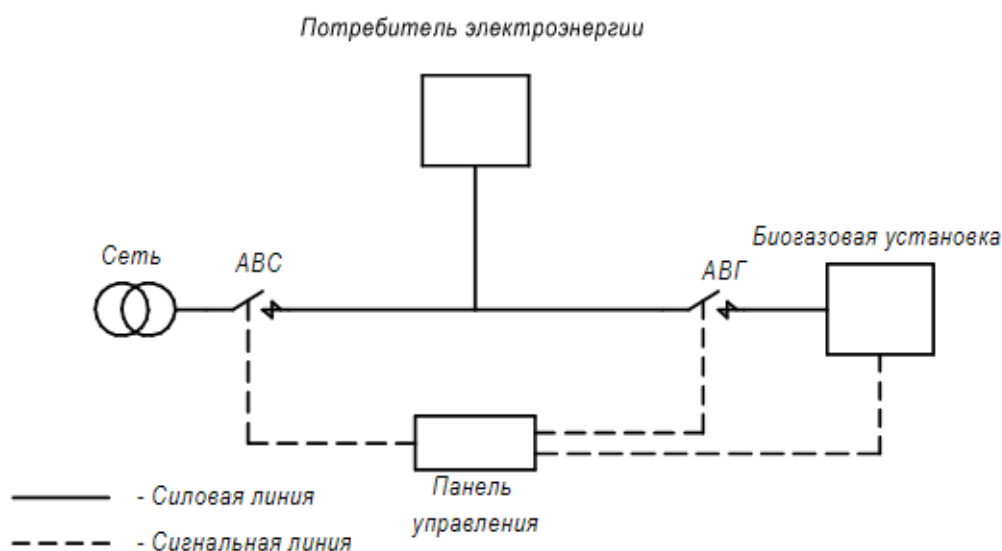 Потребитель электроэнергии
Биогазовая установка
Сеть
АВС
АВГ
Панель
управления
- Силовая линия
- Сигнальная линия